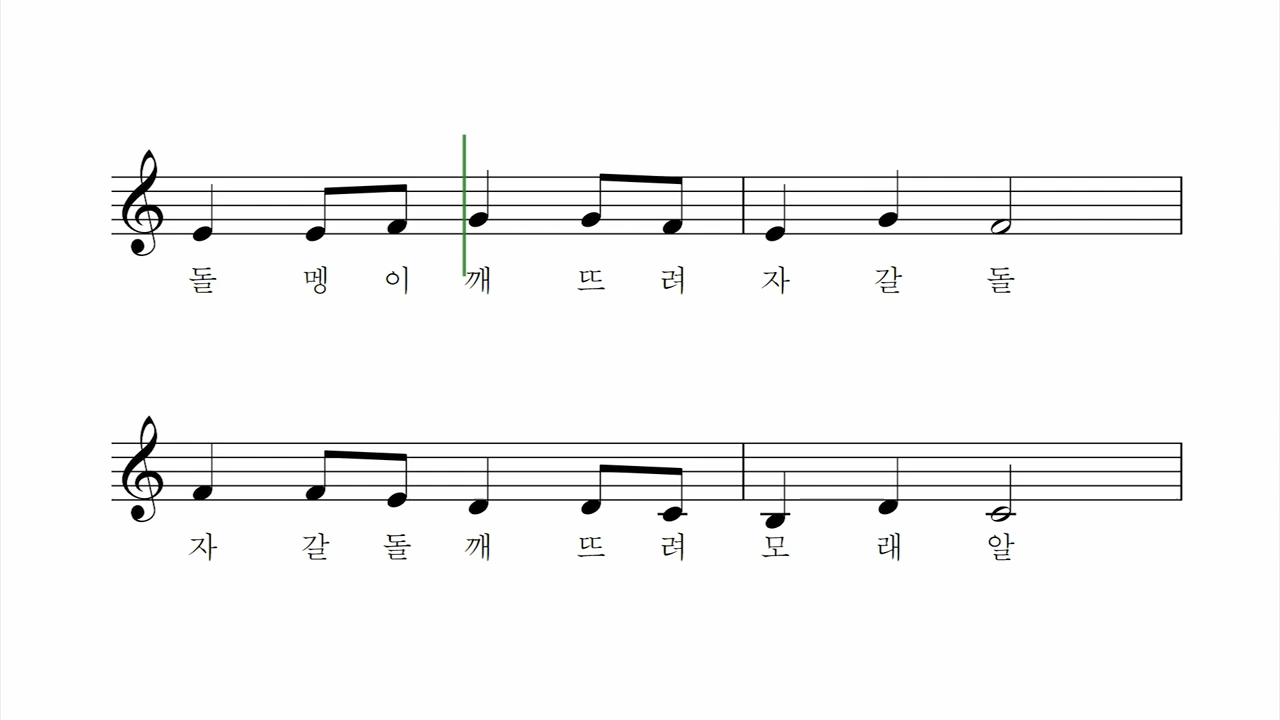 돌 멩 이 깨 뜨 려 자 갈 돌
자 갈 돌 깨 뜨 려 모 래 알